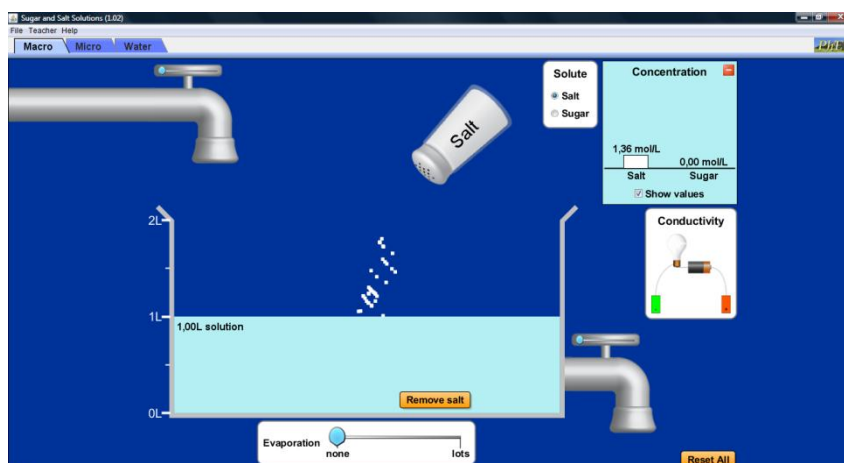 Sugar and Salt Solutions (1.02)
File Teacher Help
Macro Micro Water
PhET
Solute
Salt
Sugar
Concentration
1,36 mol/L
0,00 mol/L
Salt Sugar
Show values
Salt
Conductivity
2L
1L
1,00L solution
0L
Remove salt
Evaporation
none lots
Reset All